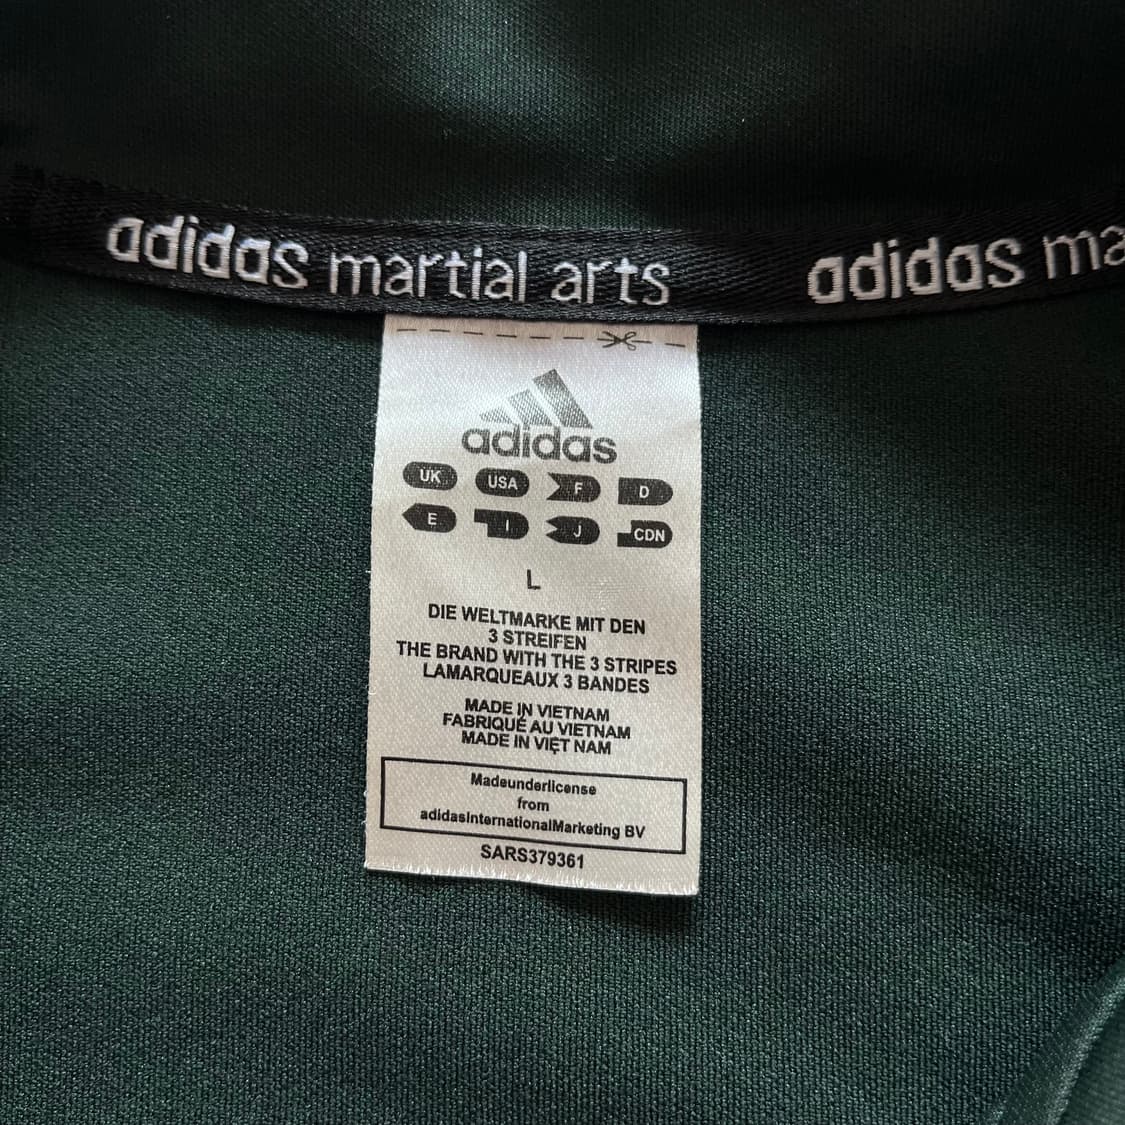 adidas martial arts adidas ma
adidas
UK USA F D
E I J CDN
L
DIE WELTMARKE MIT DEN
3 STREIFEN
THE BRAND WITH THE 3 STRIPES
LAMARQUEAUX 3 BANDES
MADE IN VIETNAM
FABRIQUÉ AU VIETNAM
MADE IN VIỆT NAM
Madeunderlicense
from
adidasInternationalMarketing BV
SARS379361